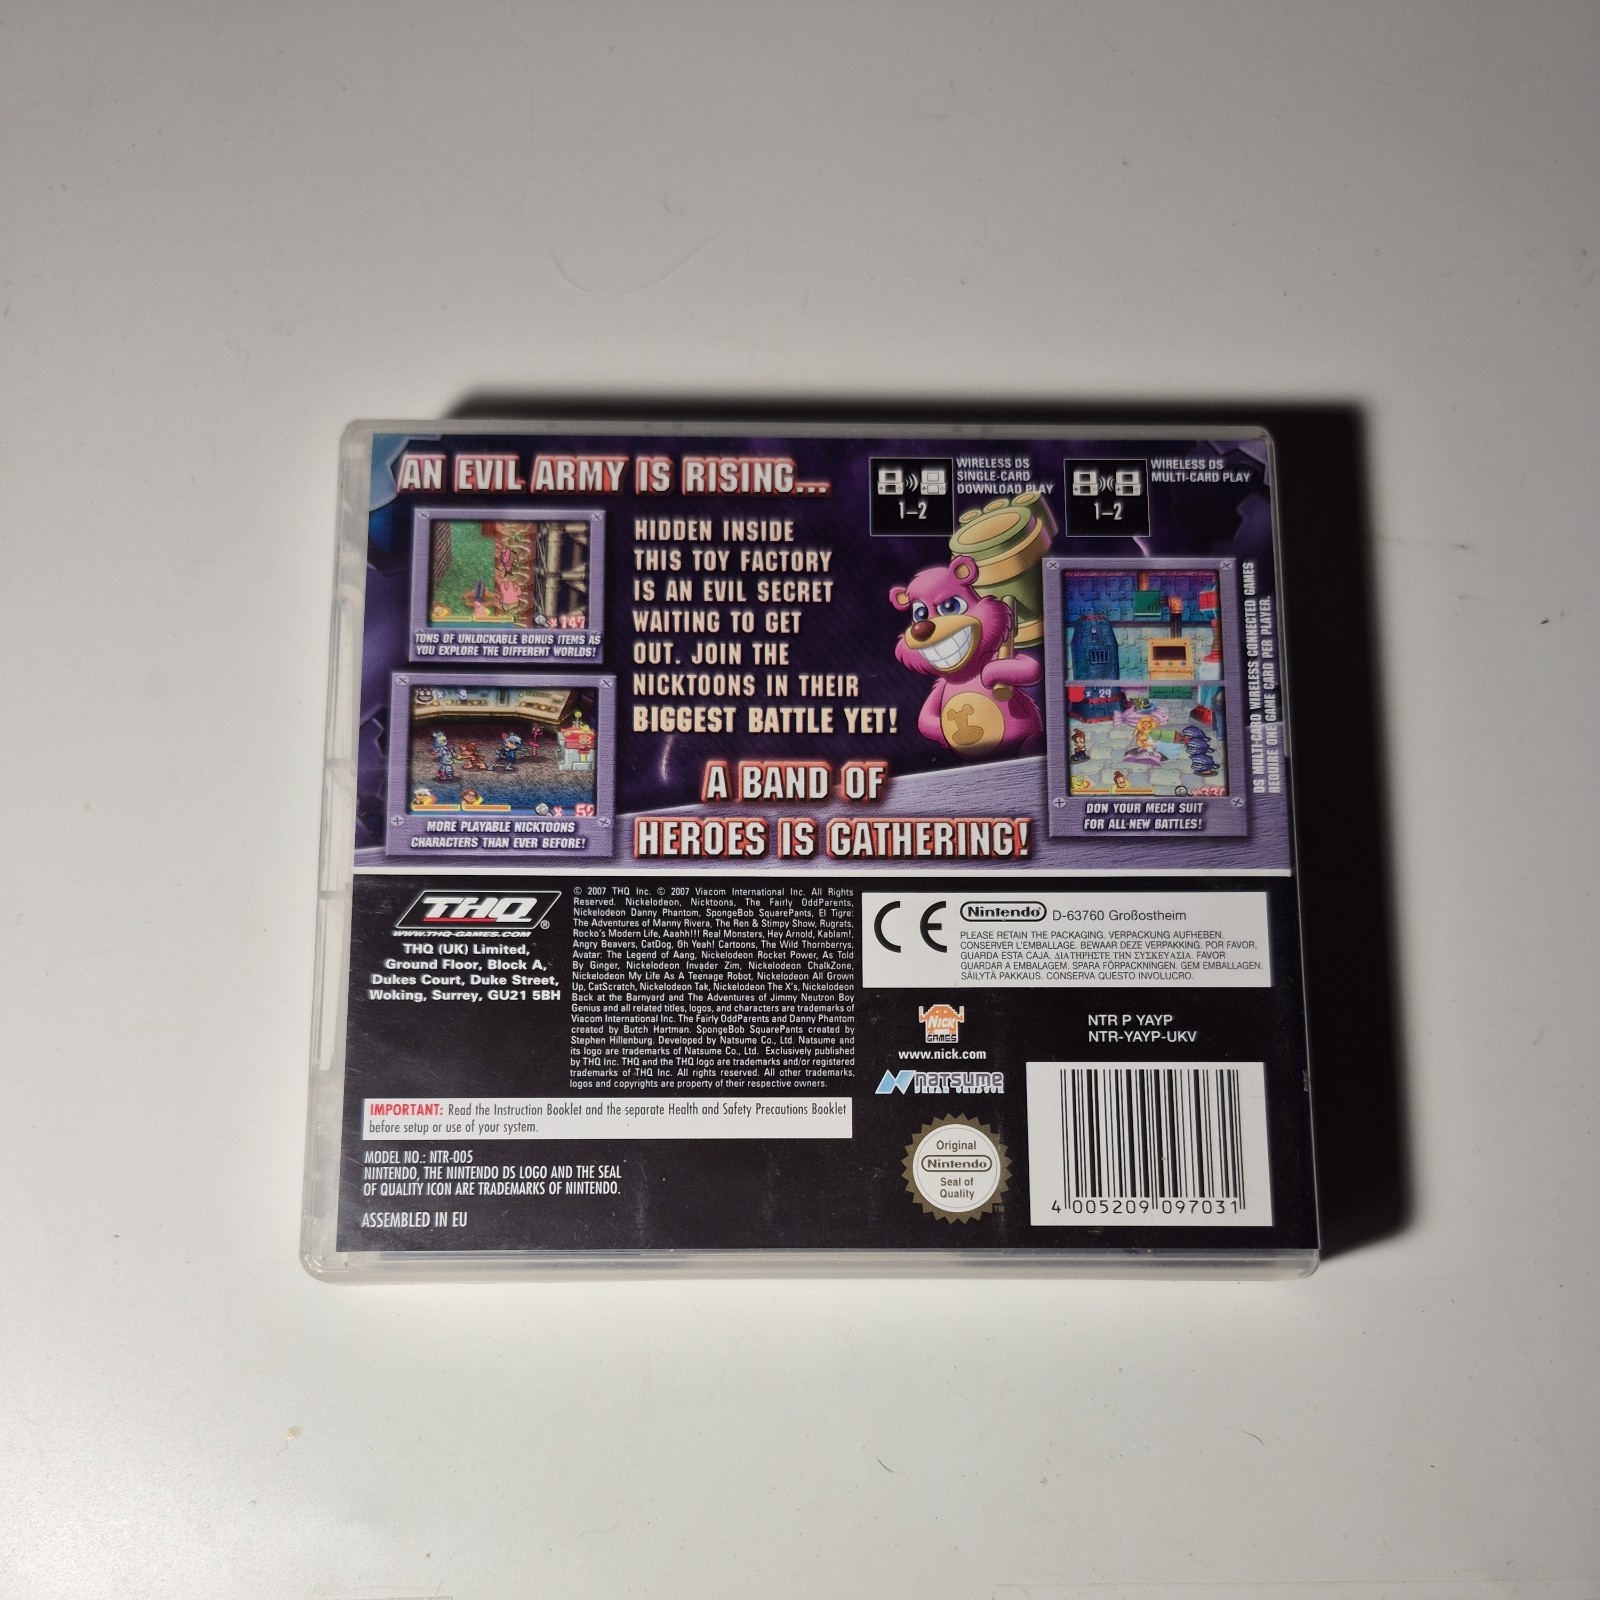 AN EVIL ARMY IS RISING...
WIRELESS DS
SINGLE-CARD
DOWNLOAD PLAY
1–2
WIRELESS DS
MULTI-CARD PLAY
1–2
HIDDEN INSIDE
THIS TOY FACTORY
IS AN EVIL SECRET
WAITING TO GET
OUT. JOIN THE
NICKTOONS IN THEIR
BIGGEST BATTLE YET!
x 147
TONS OF UNLOCKABLE BONUS ITEMS AS
YOU EXPLORE THE DIFFERENT WORLDS!
x 8
x 52
MORE PLAYABLE NICKTOONS
CHARACTERS THAN EVER BEFORE!
A BAND OF
HEROES IS GATHERING!
x 29
DON YOUR MECH SUIT
FOR ALL-NEW BATTLES!
DS MULTI-CARD WIRELESS CONNECTED GAMES
REQUIRE ONE GAME CARD PER PLAYER.
THQ®
WWW.THQ-GAMES.COM
THQ (UK) Limited,
Ground Floor, Block A,
Dukes Court, Duke Street,
Woking, Surrey, GU21 5BH
© 2007 THQ Inc. © 2007 Viacom International Inc. All Rights
Reserved. Nickelodeon, Nicktoons, The Fairly OddParents,
Nickelodeon Danny Phantom, SpongeBob SquarePants, El Tigre:
The Adventures of Manny Rivera, The Ren & Stimpy Show, Rugrats,
Rocko's Modern Life, Aaahh!!! Real Monsters, Hey Arnold, Kablam!,
Angry Beavers, CatDog, Oh Yeah! Cartoons, The Wild Thornberrys,
Avatar: The Legend of Aang, Nickelodeon Rocket Power, As Told
By Ginger, Nickelodeon Invader Zim, Nickelodeon ChalkZone,
Nickelodeon My Life As A Teenage Robot, Nickelodeon All Grown
Up, CatScratch, Nickelodeon Tak, Nickelodeon The X's, Nickelodeon
Back at the Barnyard and The Adventures of Jimmy Neutron Boy
Genius and all related titles, logos, and characters are trademarks of
Viacom International Inc. The Fairly OddParents and Danny Phantom
created by Butch Hartman. SpongeBob SquarePants created by
Stephen Hillenburg. Developed by Natsume Co., Ltd. Natsume and
its logo are trademarks of Natsume Co., Ltd. Exclusively published
by THQ Inc. THQ and the THQ logo are trademarks and/or registered
trademarks of THQ Inc. All rights reserved. All other trademarks,
logos and copyrights are property of their respective owners.
CE
Nintendo D-63760 Großostheim
PLEASE RETAIN THE PACKAGING. VERPACKUNG AUFHEBEN.
CONSERVER L'EMBALLAGE. BEWAAR DEZE VERPAKKING. POR FAVOR,
GUARDA ESTA CAJA. ΔΙΑΤΗΡΗΣΤΕ ΤΗΝ ΣΥΣΚΕΥΑΣΙΑ. FAVOR
GUARDAR A EMBALAGEM. SPARA FÖRPACKNINGEN. GEM EMBALLAGEN.
SÄILYTÄ PAKKAUS. CONSERVA QUESTO INVOLUCRO.
NICK
GAMES
www.nick.com
NATSUME
NTR P YAYP
NTR-YAYP-UKV
IMPORTANT: Read the Instruction Booklet and the separate Health and Safety Precautions Booklet
before setup or use of your system.
MODEL NO.: NTR-005
NINTENDO, THE NINTENDO DS LOGO AND THE SEAL
OF QUALITY ICON ARE TRADEMARKS OF NINTENDO.
ASSEMBLED IN EU
Original
Nintendo
Seal of
Quality
TM
4 005209 097031